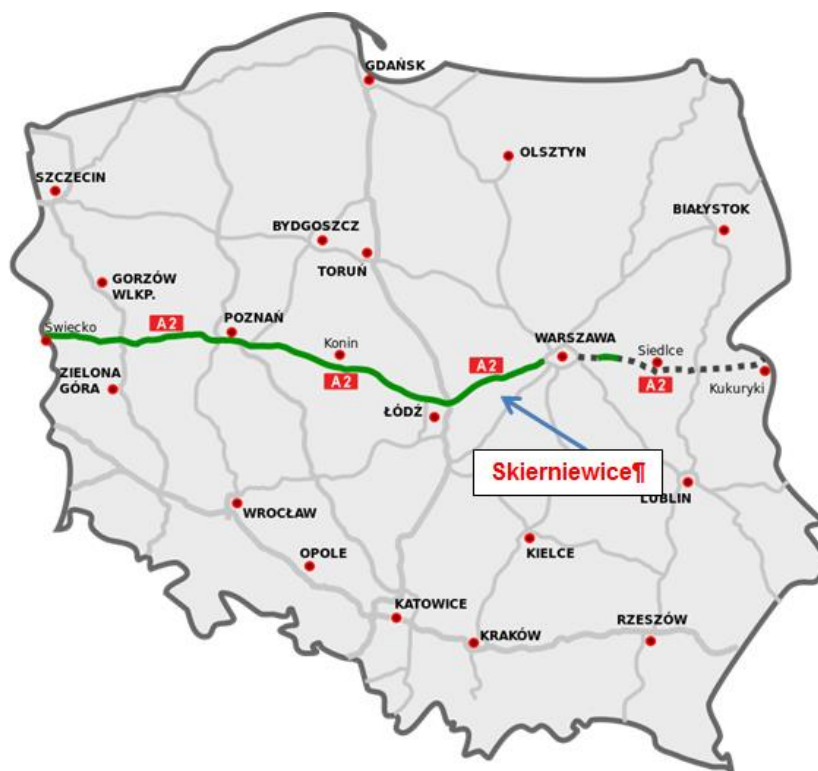 GDAŃSK
OLSZTYN
SZCZECIN
BIAŁYSTOK
BYDGOSZCZ
TORUŃ
GORZÓW
WLKP.
A2
POZNAŃ
Świecko
Konin
A2
WARSZAWA
A2
Siedlce
A2
Kukuryki
ZIELONA
GÓRA
ŁÓDŹ
Skierniewice¶
LUBLIN
WROCŁAW
OPOLE
KIELCE
KATOWICE
KRAKÓW
RZESZÓW